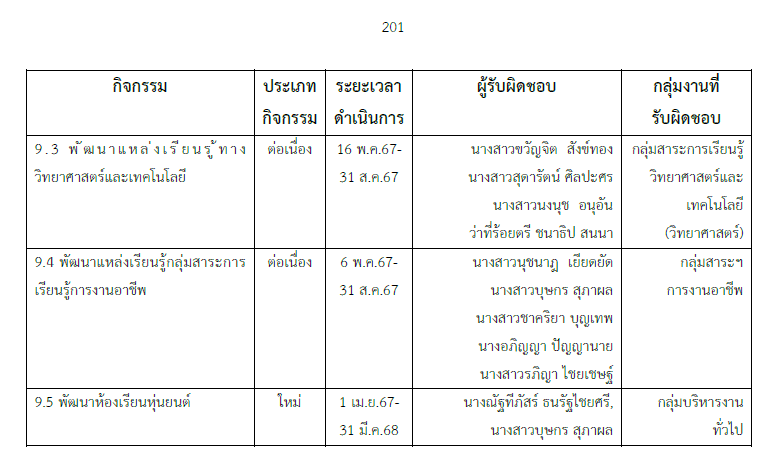 201
กิจกรรม
ประเภท
กิจกรรม
ระยะเวลา
ดำเนินการ
ผู้รับผิดชอบ
กลุ่มงานที่
รับผิดชอบ
9.3 พัฒนาแหล่งเรียนรู้ทาง
วิทยาศาสตร์และเทคโนโลยี
ต่อเนื่อง
16 พ.ค.67-
31 ส.ค.67
นางสาวขวัญจิต สังข์ทอง
นางสาวสุดารัตน์ ศิลปะศร
นางสาวนงนุช อนุอัน
ว่าที่ร้อยตรี ชนาธิป สนนา
กลุ่มสาระการเรียนรู้
วิทยาศาสตร์และ
เทคโนโลยี
(วิทยาศาสตร์)
9.4 พัฒนาแหล่งเรียนรู้กลุ่มสาระการ
เรียนรู้การงานอาชีพ
ต่อเนื่อง
6 พ.ค.67-
31 ส.ค.67
นางสาวนุชนาฎ เยียดยัด
นางสาวบุษกร สุภาผล
นางสาวชาคริยา บุญเทพ
นางอภิญญา ปัญญานาย
นางสาวรภิญา ไชยเชษฐ์
กลุ่มสาระฯ
การงานอาชีพ
9.5 พัฒนาห้องเรียนหุ่นยนต์
ใหม่
1 เม.ย.67-
31 มี.ค.68
นางณัฐทีภัสร์ ธนรัฐไชยศรี,
นางสาวบุษกร สุภาผล
กลุ่มบริหารงาน
ทั่วไป